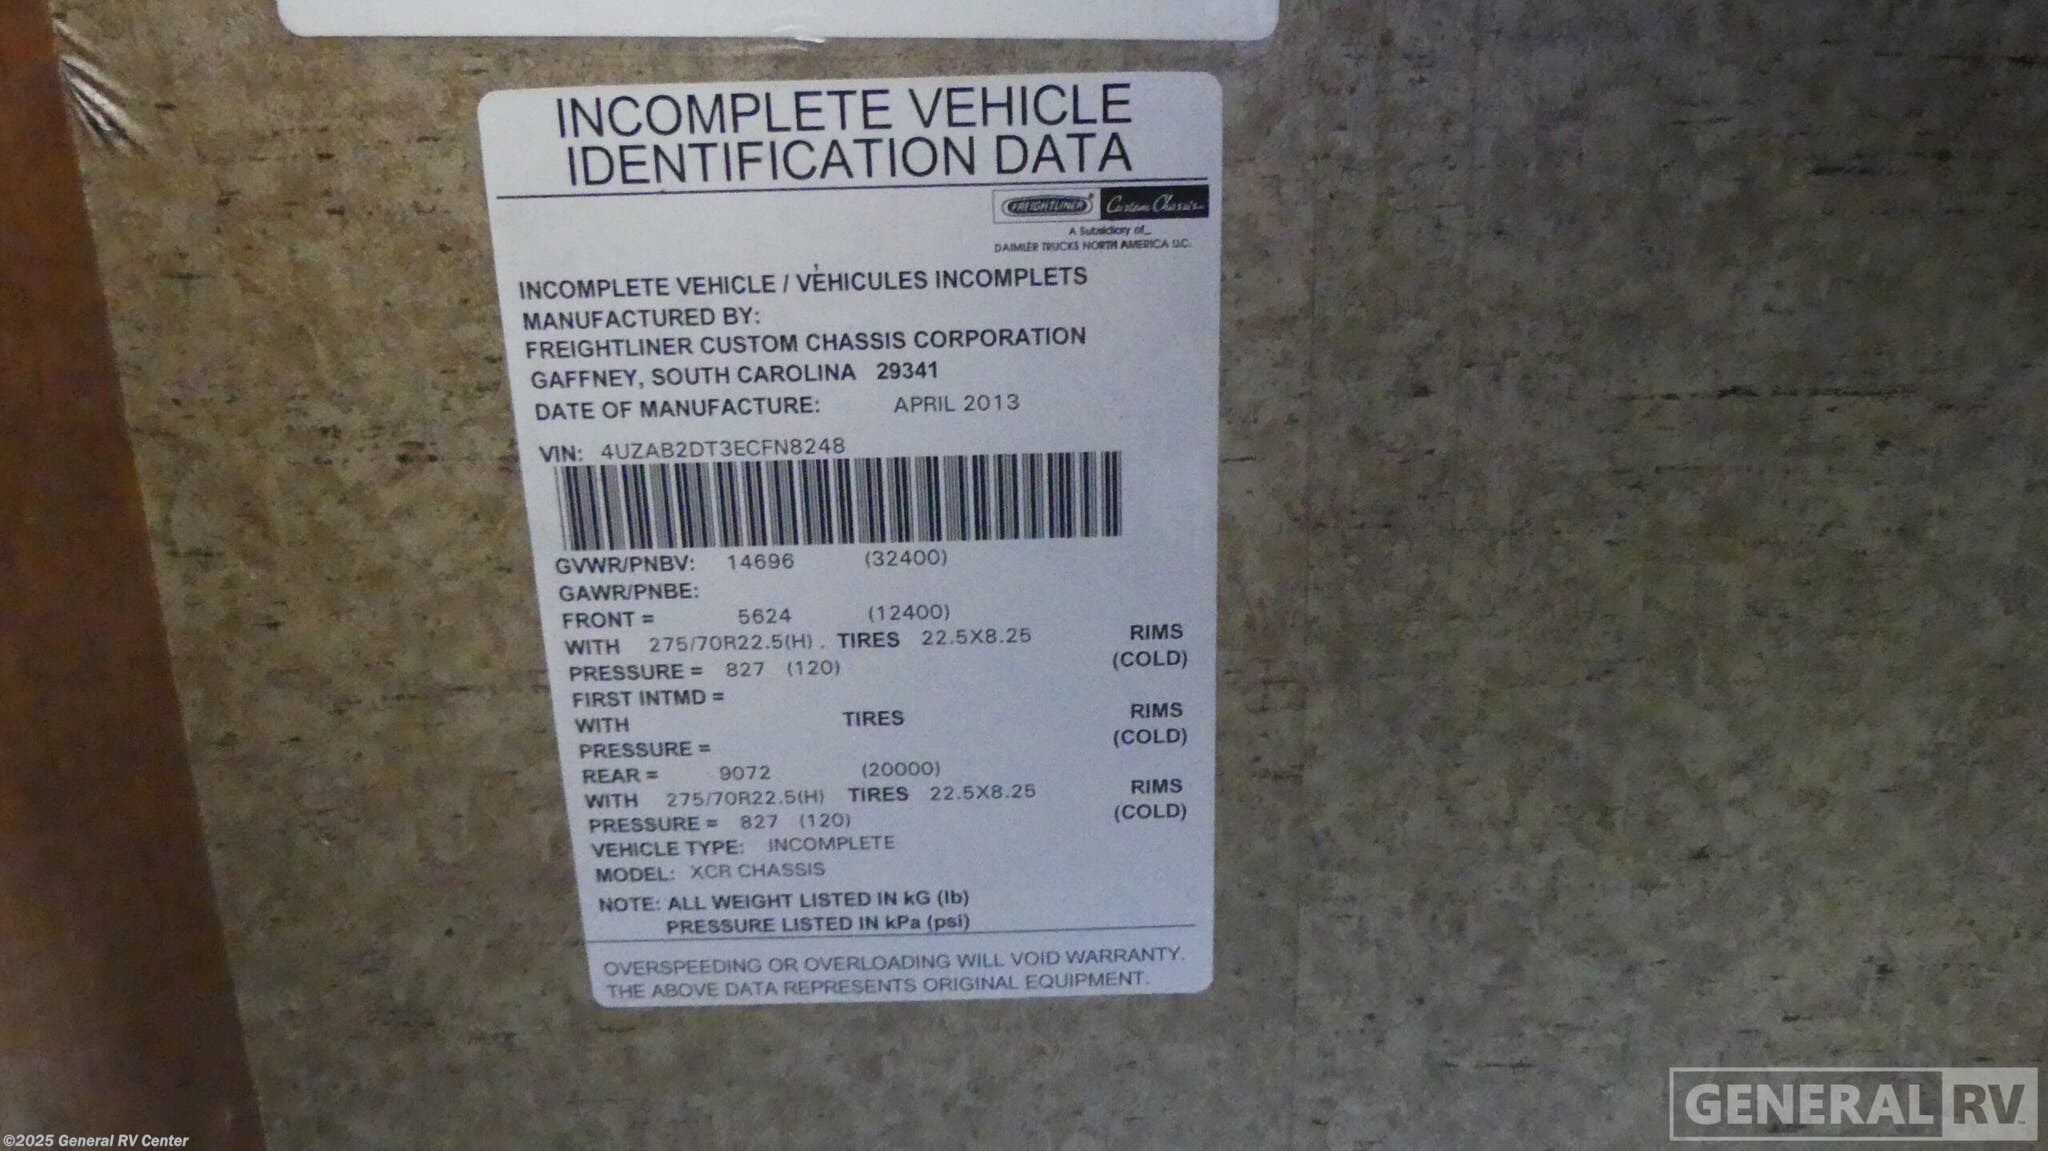 INCOMPLETE VEHICLE
IDENTIFICATION DATA
FREIGHTLINER® Custom Chassis
A Subsidiary of
DAIMLER TRUCKS NORTH AMERICA LLC.
INCOMPLETE VEHICLE / VÉHICULES INCOMPLETS
MANUFACTURED BY:
FREIGHTLINER CUSTOM CHASSIS CORPORATION
GAFFNEY, SOUTH CAROLINA 29341
DATE OF MANUFACTURE: APRIL 2013
VIN: 4UZAB2DT3ECFN8248
GVWR/PNBV: 14696 (32400)
GAWR/PNBE:
FRONT = 5624 (12400)
WITH 275/70R22.5(H) . TIRES 22.5X8.25 RIMS
PRESSURE = 827 (120) (COLD)
FIRST INTMD =
WITH TIRES RIMS
PRESSURE = (COLD)
REAR = 9072 (20000)
WITH 275/70R22.5(H) TIRES 22.5X8.25 RIMS
PRESSURE = 827 (120) (COLD)
VEHICLE TYPE: INCOMPLETE
MODEL: XCR CHASSIS
NOTE: ALL WEIGHT LISTED IN kG (lb)
PRESSURE LISTED IN kPa (psi)
OVERSPEEDING OR OVERLOADING WILL VOID WARRANTY.
THE ABOVE DATA REPRESENTS ORIGINAL EQUIPMENT.
GENERAL RV
©2025 General RV Center